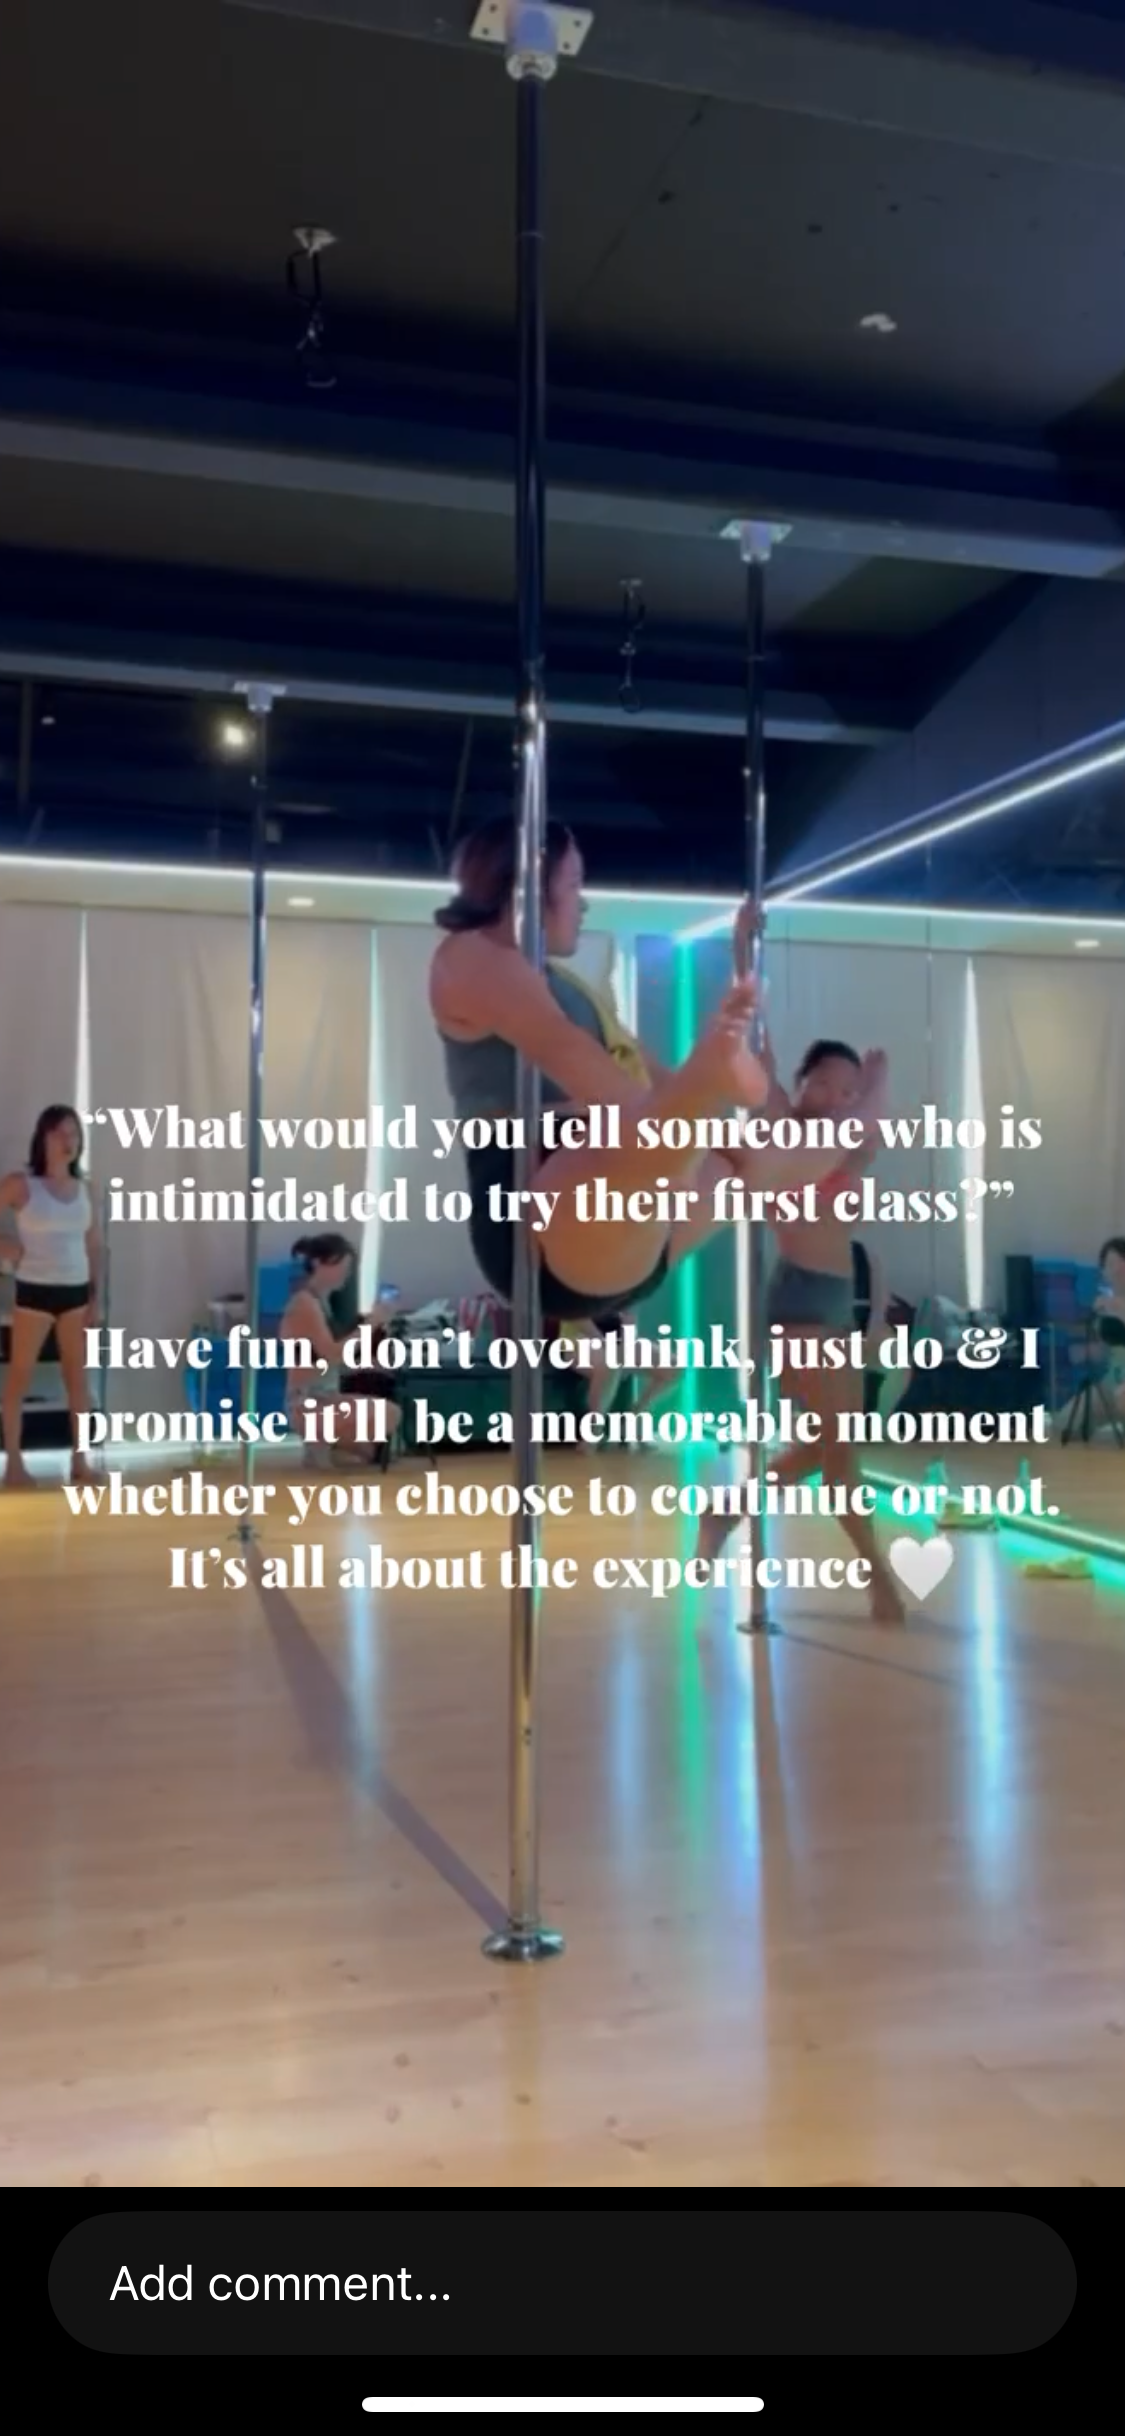 “What would you tell someone who is
intimidated to try their first class?”
Have fun, don’t overthink, just do & I
promise it’ll  be a memorable moment
whether you choose to continue or not.
It’s all about the experience 🤍
Add comment...